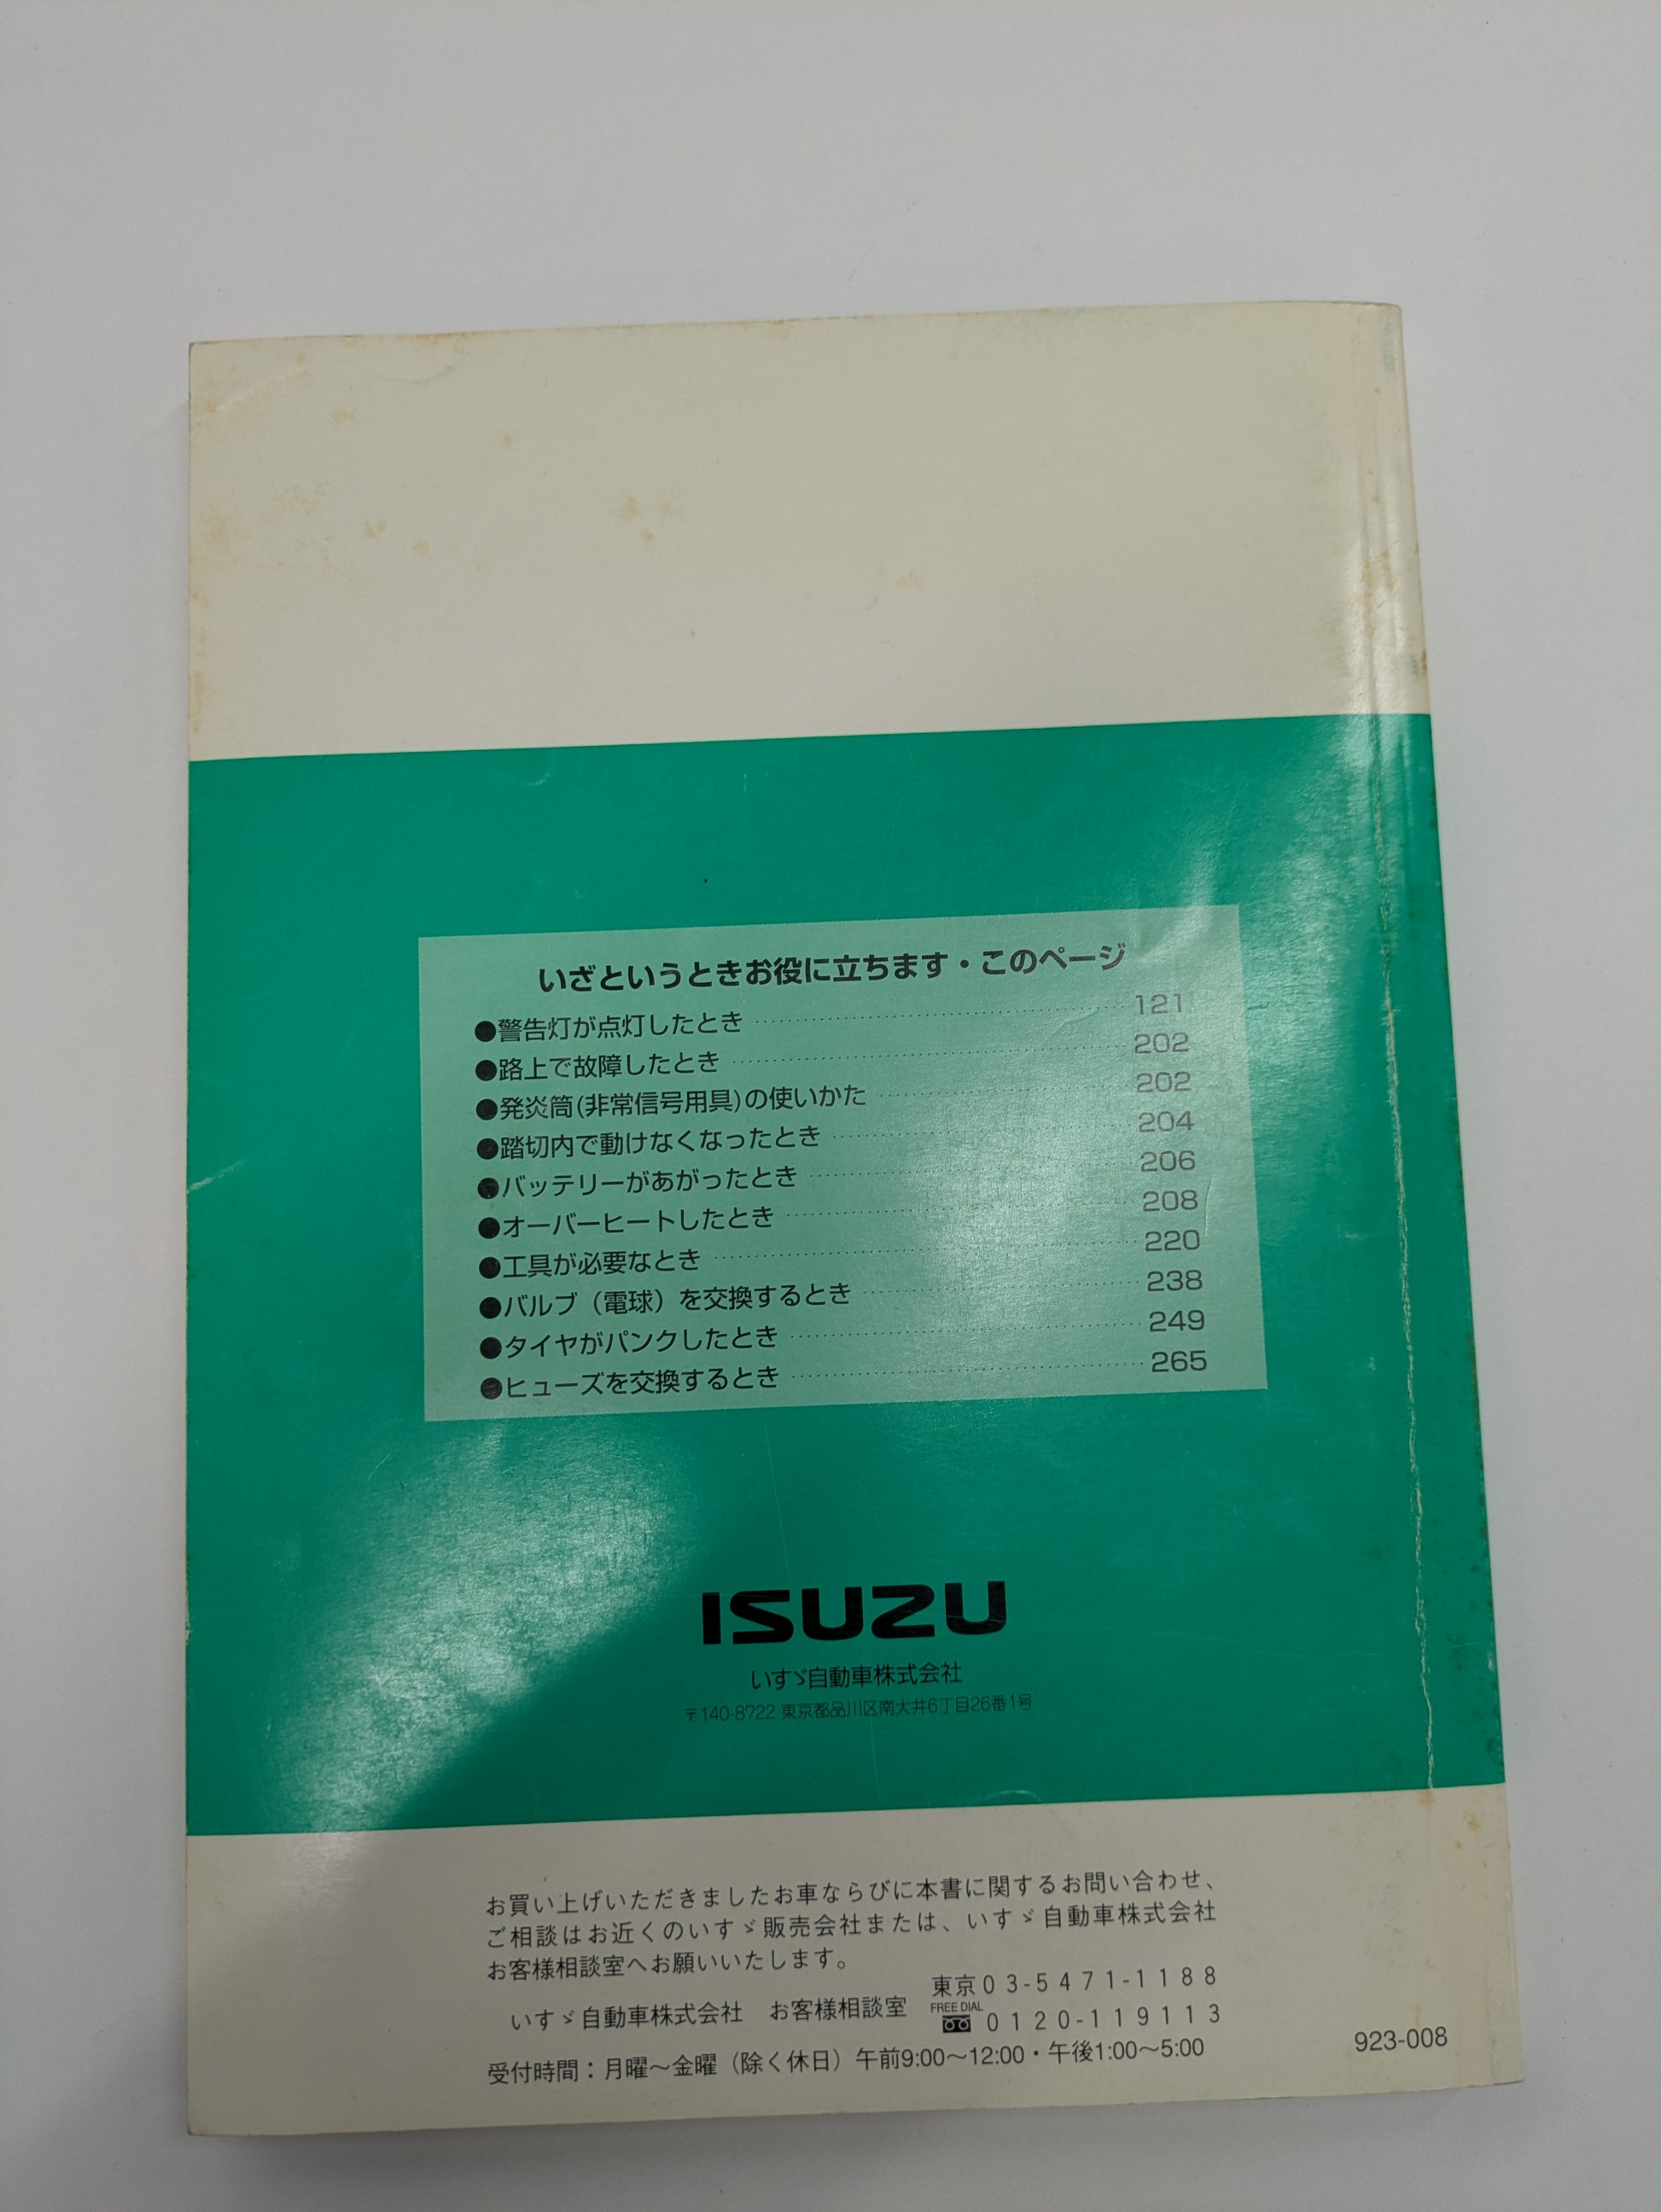 いざというときお役に立ちます・このページ
●警告灯が点灯したとき 121
●路上で故障したとき 202
●発炎筒(非常信号用具)の使いかた 202
●踏切内で動けなくなったとき 204
●バッテリーがあがったとき 206
●オーバーヒートしたとき 208
●工具が必要なとき 220
●バルブ（電球）を交換するとき 238
●タイヤがパンクしたとき 249
●ヒューズを交換するとき 265
ISUZU
いすゞ自動車株式会社
〒140-8722 東京都品川区南大井6丁目26番1号
お買い上げいただきましたお車ならびに本書に関するお問い合わせ、
ご相談はお近くのいすゞ販売会社または、いすゞ自動車株式会社
お客様相談室へお願いいたします。
いすゞ自動車株式会社 お客様相談室 東京03-5471-1188
FREE DIAL 0120-119113
受付時間：月曜～金曜（除く休日）午前9:00～12:00・午後1:00～5:00
923-008